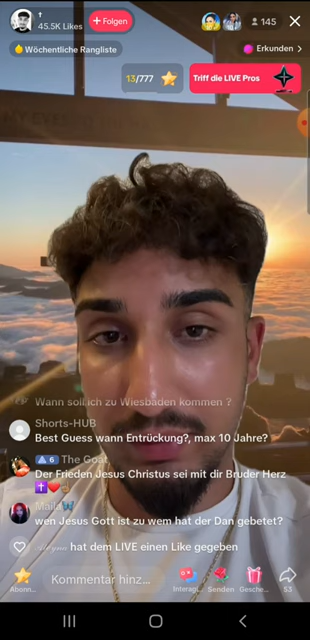 †
45.5K Likes
+ Folgen
145
Wöchentliche Rangliste
Erkunden >
13/777
Triff die LIVE Pros
Wann soll ich zu Wiesbaden kommen ?
Shorts-HUB
Best Guess wann Entrückung?, max 10 Jahre?
6 The Goat
Der Frieden Jesus Christus sei mit dir Bruder Herz
✝️❤️
Maila🦋
wen Jesus Gott ist zu wem hat der Dan gebetet?
hat dem LIVE einen Like gegeben
Abonn...
Kommentar hinz...
Interag...
Senden
Gesche...
53